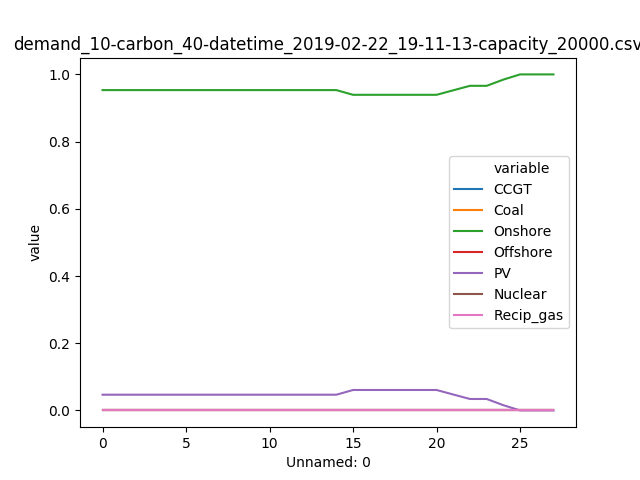 demand_10-carbon_40-datetime_2019-02-22_19-11-13-capacity_20000.csv
1.0
0.8
0.6
0.4
0.2
0.0
value
variable
CCGT
Coal
Onshore
Offshore
PV
Nuclear
Recip_gas
0 5 10 15 20 25
Unnamed: 0